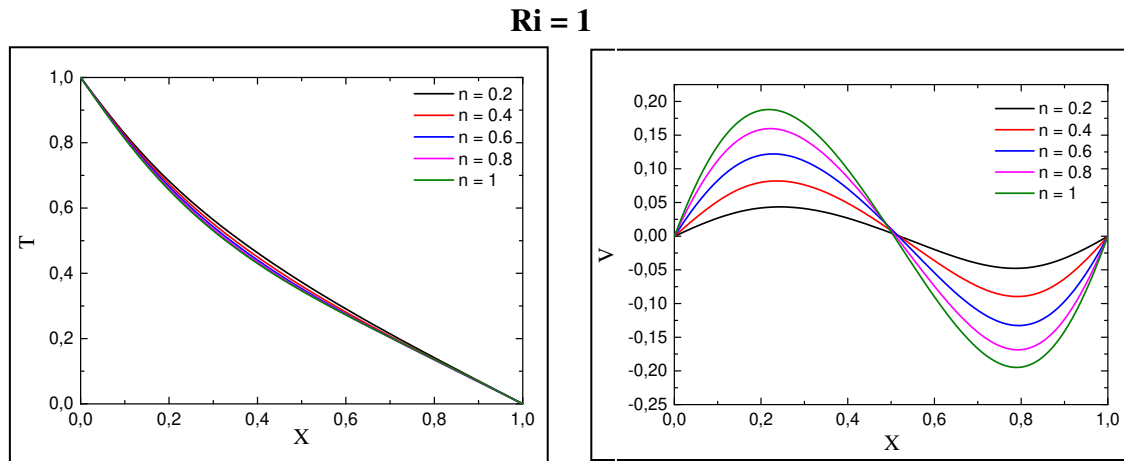 Ri = 1
1,0
0,8
0,6
0,4
0,2
0,0
T
n = 0.2
n = 0.4
n = 0.6
n = 0.8
n = 1
0,0 0,2 0,4 0,6 0,8 1,0
X
0,20
0,15
0,10
0,05
0,00
-0,05
-0,10
-0,15
-0,20
-0,25
V
n = 0.2
n = 0.4
n = 0.6
n = 0.8
n = 1
0,0 0,2 0,4 0,6 0,8 1,0
X